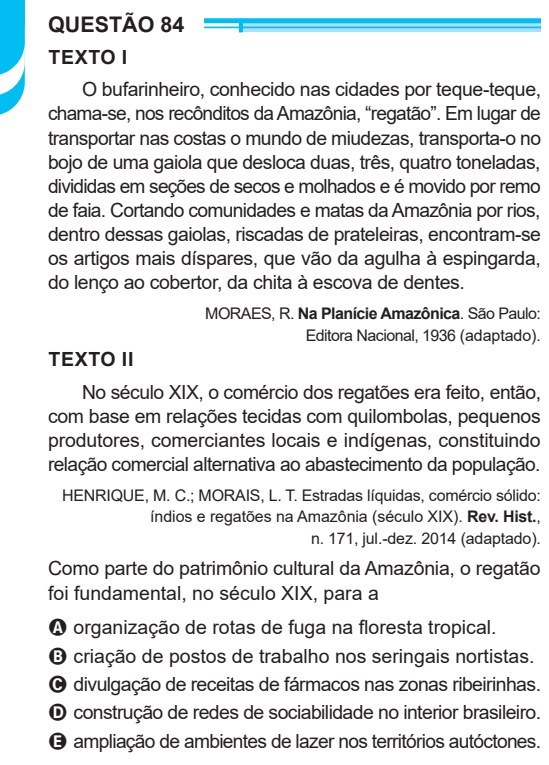 QUESTÃO 84
TEXTO I
O bufarinheiro, conhecido nas cidades por teque-teque,
chama-se, nos recônditos da Amazônia, “regatão”. Em lugar de
transportar nas costas o mundo de miudezas, transporta-o no
bojo de uma gaiola que desloca duas, três, quatro toneladas,
divididas em seções de secos e molhados e é movido por remo
de faia. Cortando comunidades e matas da Amazônia por rios,
dentro dessas gaiolas, riscadas de prateleiras, encontram-se
os artigos mais díspares, que vão da agulha à espingarda,
do lenço ao cobertor, da chita à escova de dentes.
MORAES, R. Na Planície Amazônica. São Paulo:
Editora Nacional, 1936 (adaptado).
TEXTO II
No século XIX, o comércio dos regatões era feito, então,
com base em relações tecidas com quilombolas, pequenos
produtores, comerciantes locais e indígenas, constituindo
relação comercial alternativa ao abastecimento da população.
HENRIQUE, M. C.; MORAIS, L. T. Estradas líquidas, comércio sólido:
índios e regatões na Amazônia (século XIX). Rev. Hist.,
n. 171, jul.-dez. 2014 (adaptado).
Como parte do patrimônio cultural da Amazônia, o regatão
foi fundamental, no século XIX, para a
A organização de rotas de fuga na floresta tropical.
B criação de postos de trabalho nos seringais nortistas.
C divulgação de receitas de fármacos nas zonas ribeirinhas.
D construção de redes de sociabilidade no interior brasileiro.
E ampliação de ambientes de lazer nos territórios autóctones.